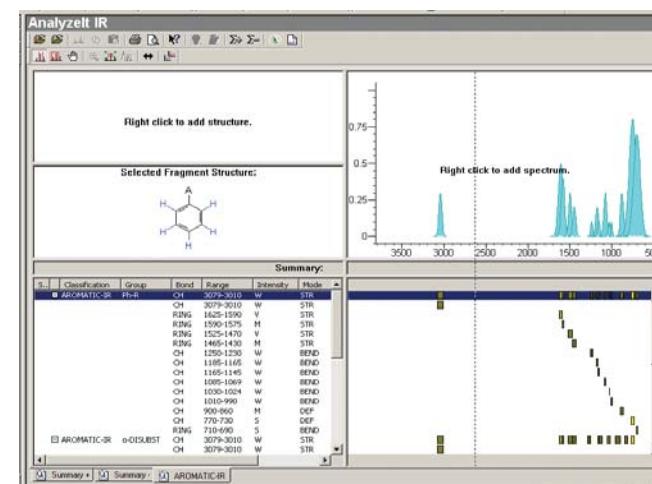 AnalyzeIt IR
Right click to add structure.
Selected Fragment Structure:
A
H H
H H
H
0.75
0.5
0.25
0
Right click to add spectrum.
3500 3000 2500 2000 1500 1000
Summary:
S... Classification Group Bond Range Intensity Mode
AROMATIC-IR Ph-R CH 3079-3010 W STR
CH 3079-3010 W STR
RING 1625-1590 V STR
RING 1590-1575 M STR
RING 1525-1470 V STR
RING 1465-1430 M STR
CH 1250-1230 W BEND
CH 1185-1165 W BEND
CH 1165-1145 W BEND
CH 1085-1069 W BEND
CH 1030-1024 W BEND
CH 1010-990 W BEND
CH 900-860 M DEF
CH 770-730 S DEF
RING 710-690 S BEND
AROMATIC-IR o-DISUBST CH 3079-3010 W STR
CH 3079-3010 W STR
Summary + Summary - AROMATIC-IR